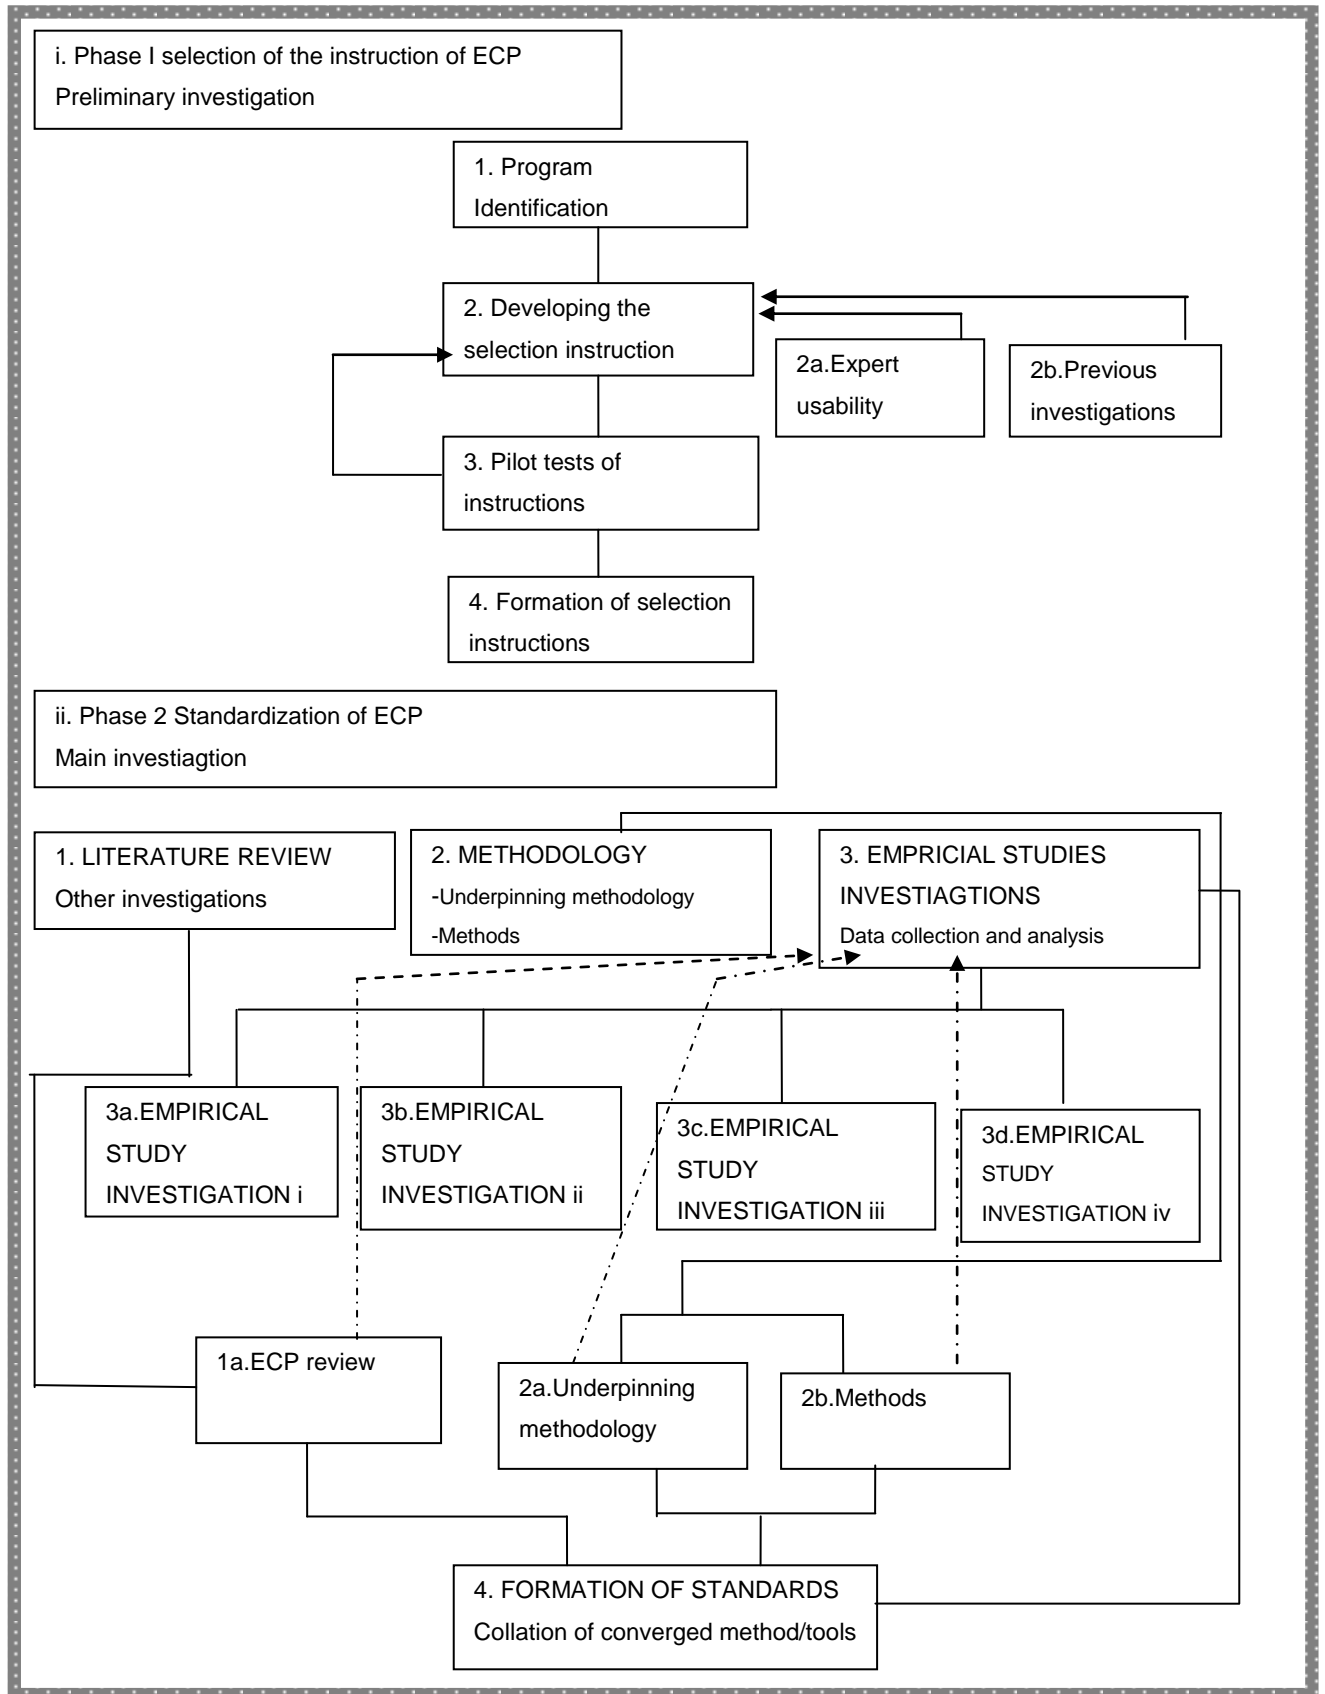 i. Phase I selection of the instruction of ECP
Preliminary investigation
1. Program
Identification
2. Developing the
selection instruction
2a.Expert
usability
2b.Previous
investigations
3. Pilot tests of
instructions
4. Formation of selection
instructions
ii. Phase 2 Standardization of ECP
Main investiagtion
1. LITERATURE REVIEW
Other investigations
2. METHODOLOGY
-Underpinning methodology
-Methods
3. EMPRICIAL STUDIES
INVESTIAGTIONS
Data collection and analysis
3a.EMPIRICAL
STUDY
INVESTIGATION i
3b.EMPIRICAL
STUDY
INVESTIGATION ii
3c.EMPIRICAL
STUDY
INVESTIGATION iii
3d.EMPIRICAL
STUDY
INVESTIGATION iv
1a.ECP review
2a.Underpinning
methodology
2b.Methods
4. FORMATION OF STANDARDS
Collation of converged method/tools